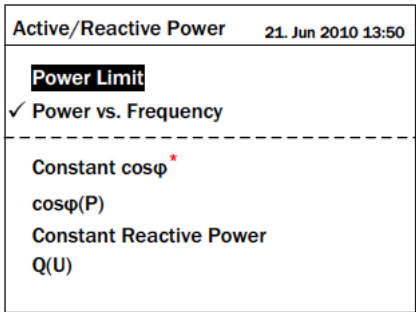 Active/Reactive Power 21. Jun 2010 13:50
Power Limit
✓ Power vs. Frequency
Constant cosφ*
cosφ(P)
Constant Reactive Power
Q(U)